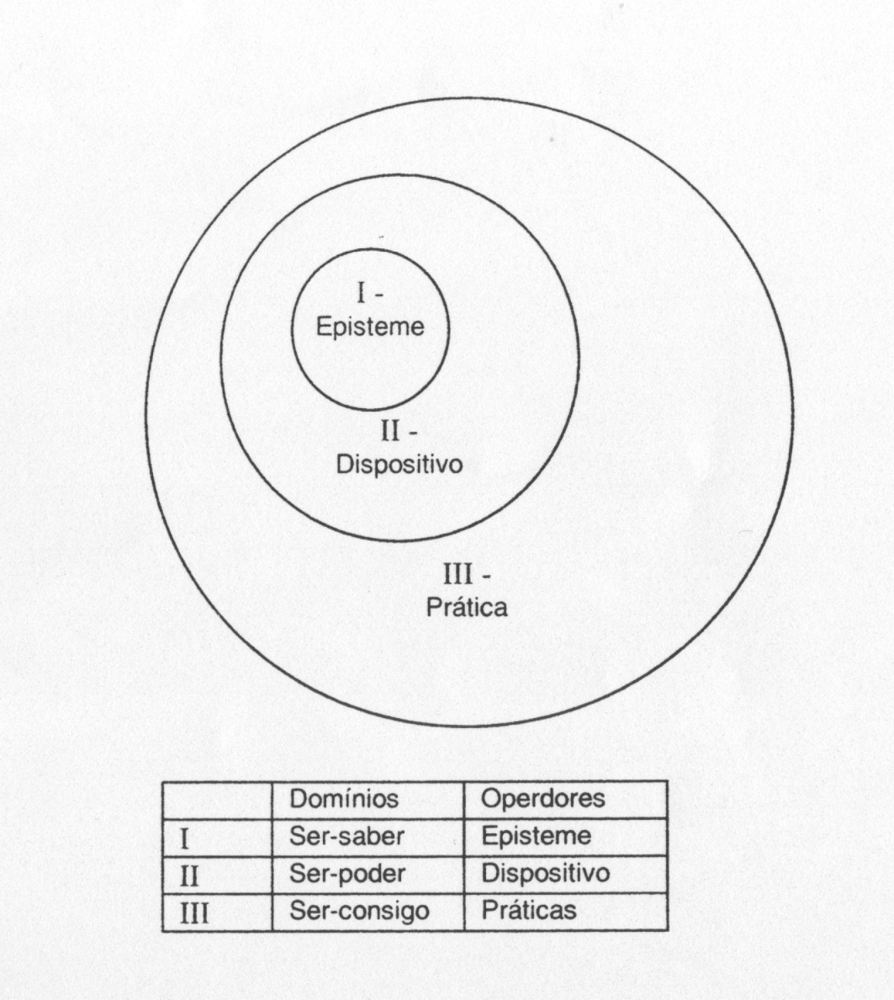 I -
Episteme
II -
Dispositivo
III -
Prática
Domínios Operdores
I Ser-saber Episteme
II Ser-poder Dispositivo
III Ser-consigo Práticas